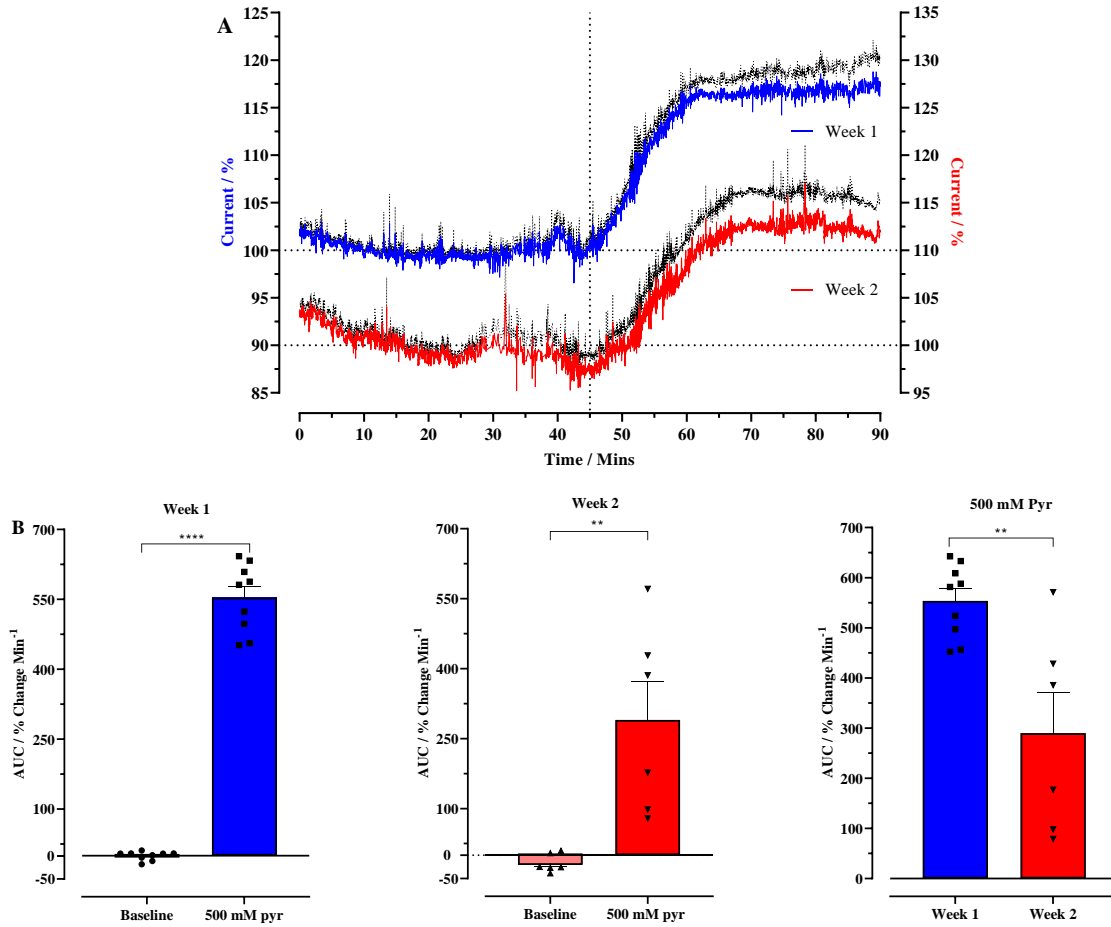 A
120
115
110
105
100
95
90
85
Current / %
135
130
125
120
115
110
105
100
95
Current / %
Week 1
Week 2
0 10 20 30 40 50 60 70 80 90
Time / Mins
B
Week 1
****
700
550
400
250
100
0
-50
AUC / % Change Min-1
Baseline 500 mM pyr
Week 2
**
700
550
400
250
100
0
-50
AUC / % Change Min-1
Baseline 500 mM pyr
500 mM Pyr
**
700
600
500
400
300
200
100
0
AUC / % Change Min-1
Week 1 Week 2